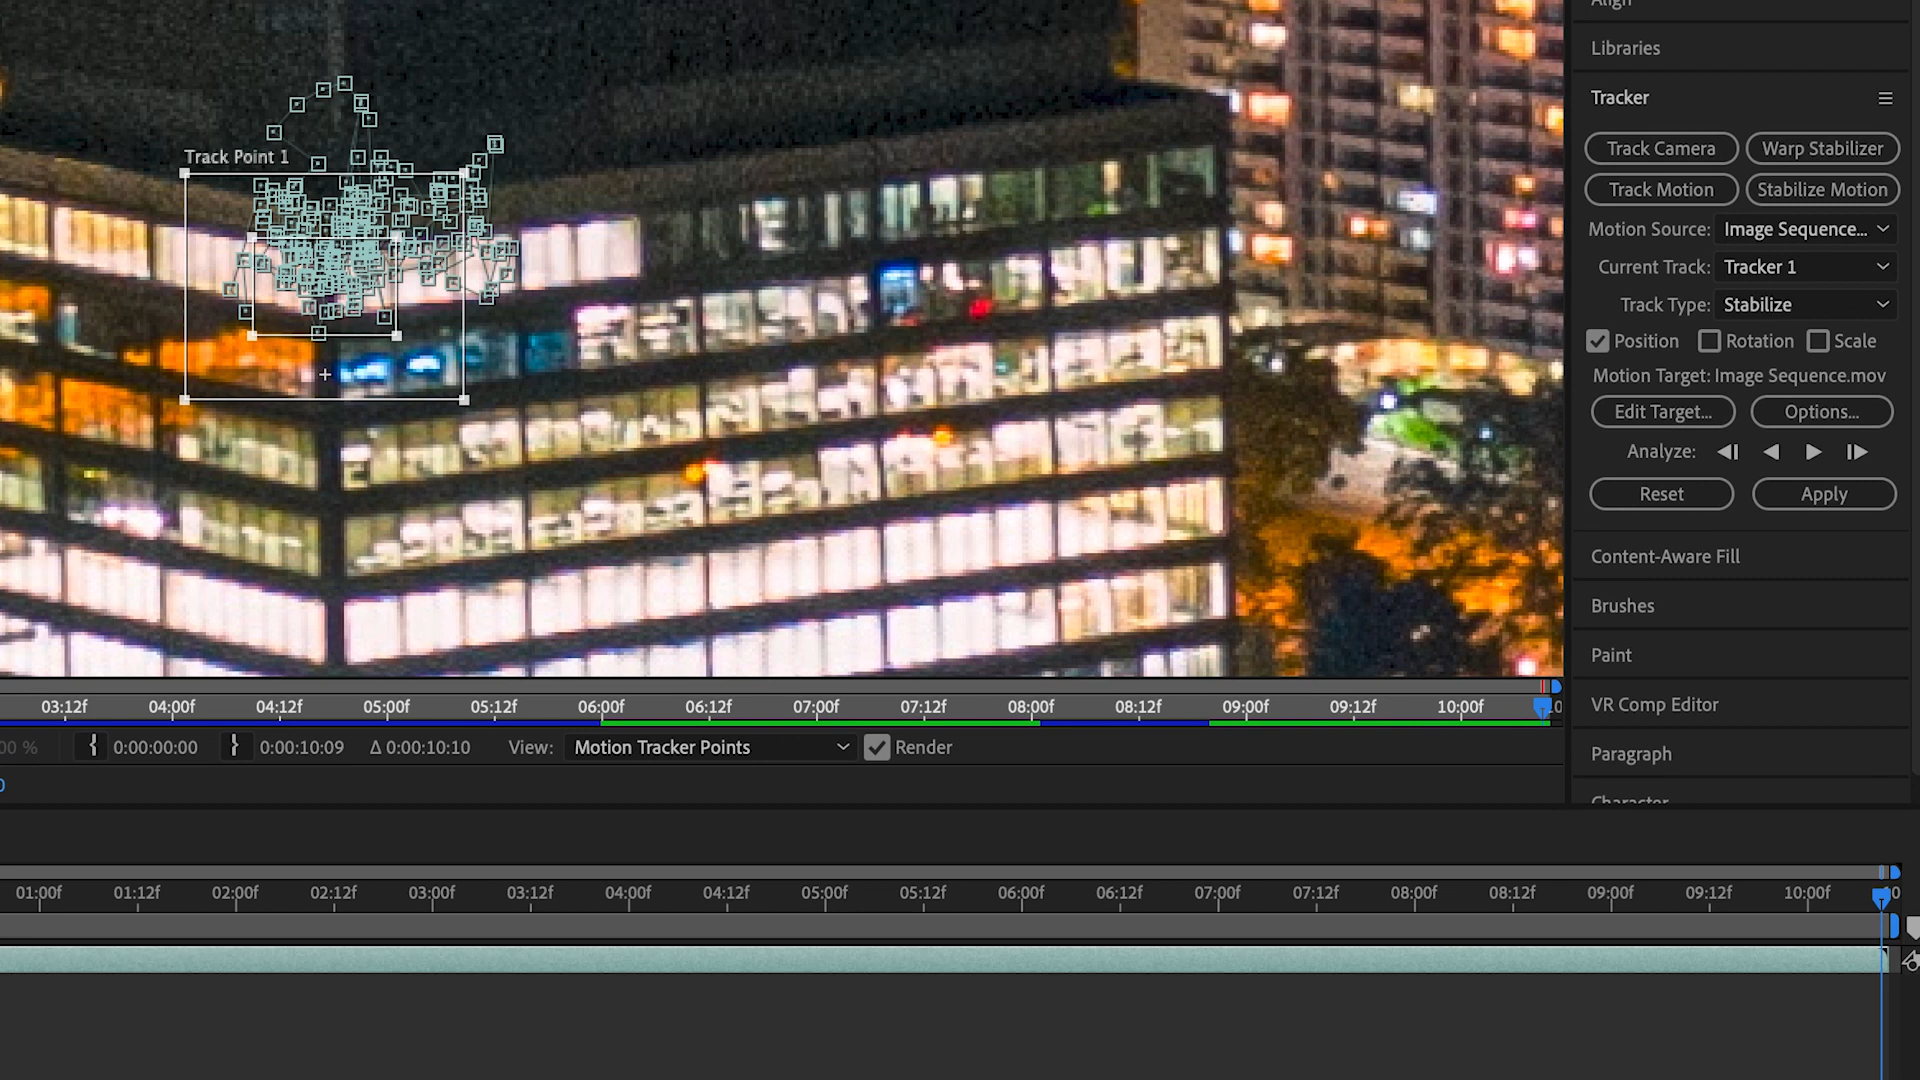 Align
Libraries
Tracker
Track Point 1
Track Camera Warp Stabilizer
Track Motion Stabilize Motion
Motion Source: Image Sequence...
Current Track: Tracker 1
Track Type: Stabilize
Position Rotation Scale
Motion Target: Image Sequence.mov
Edit Target... Options...
Analyze:
Reset Apply
Content-Aware Fill
Brushes
Paint
VR Comp Editor
Paragraph
Character
03:12f 04:00f 04:12f 05:00f 05:12f 06:00f 06:12f 07:00f 07:12f 08:00f 08:12f 09:00f 09:12f 10:00f
00 % { 0:00:00:00 } 0:00:10:09 Δ 0:00:10:10 View: Motion Tracker Points Render
01:00f 01:12f 02:00f 02:12f 03:00f 03:12f 04:00f 04:12f 05:00f 05:12f 06:00f 06:12f 07:00f 07:12f 08:00f 08:12f 09:00f 09:12f 10:00f